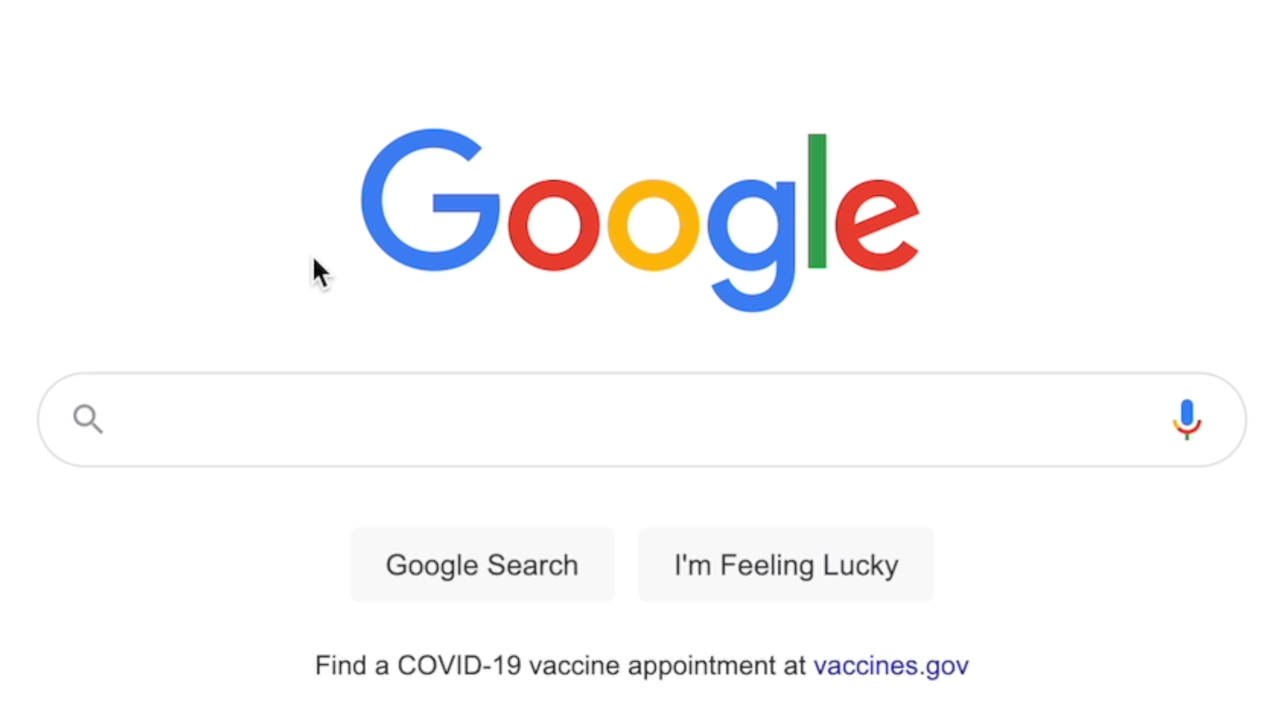 Google
Google Search
I'm Feeling Lucky
Find a COVID-19 vaccine appointment at vaccines.gov